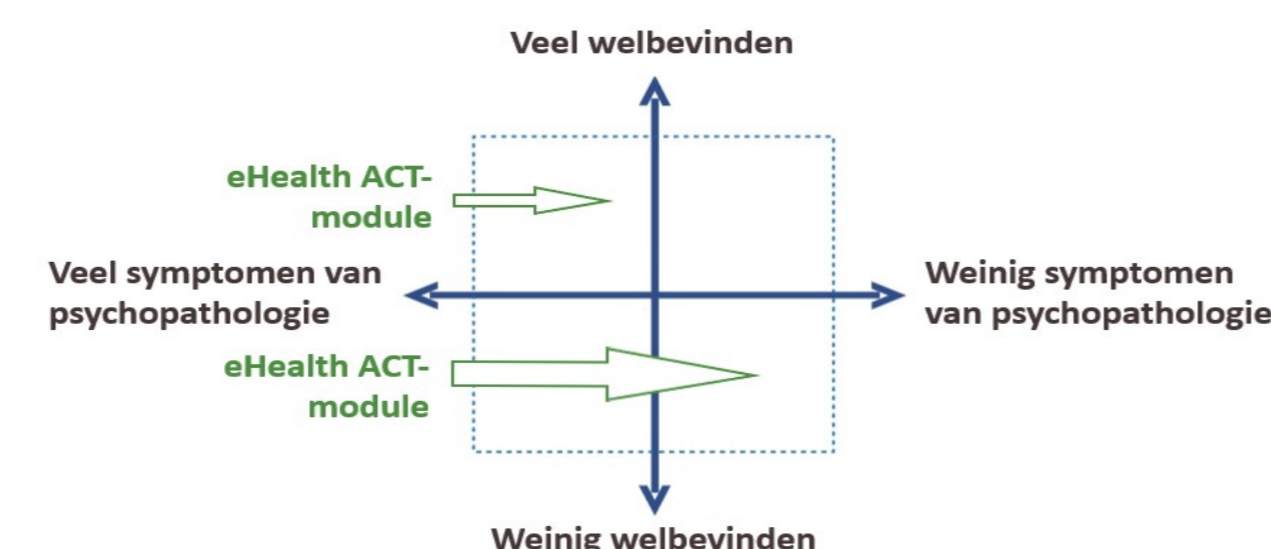 Veel welbevinden
eHealth ACT-
module
Veel symptomen van
psychopathologie
Weinig symptomen
van psychopathologie
eHealth ACT-
module
Weinig welbevinden